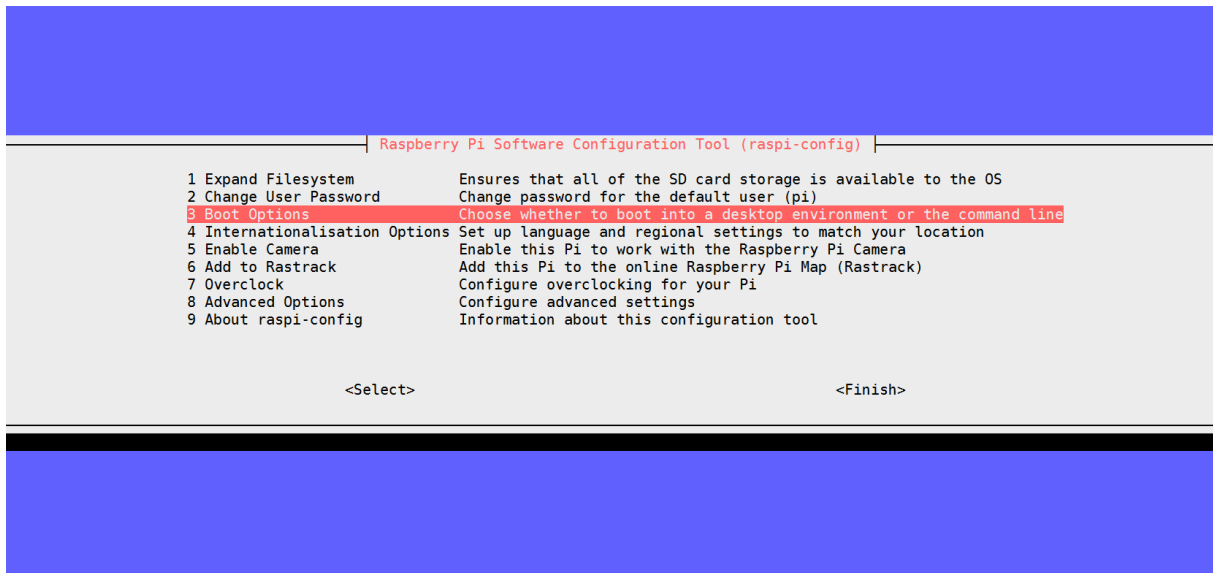 Raspberry Pi Software Configuration Tool (raspi-config)
1 Expand Filesystem Ensures that all of the SD card storage is available to the OS
2 Change User Password Change password for the default user (pi)
3 Boot Options Choose whether to boot into a desktop environment or the command line
4 Internationalisation Options Set up language and regional settings to match your location
5 Enable Camera Enable this Pi to work with the Raspberry Pi Camera
6 Add to Rastrack Add this Pi to the online Raspberry Pi Map (Rastrack)
7 Overclock Configure overclocking for your Pi
8 Advanced Options Configure advanced settings
9 About raspi-config Information about this configuration tool
<Select> <Finish>